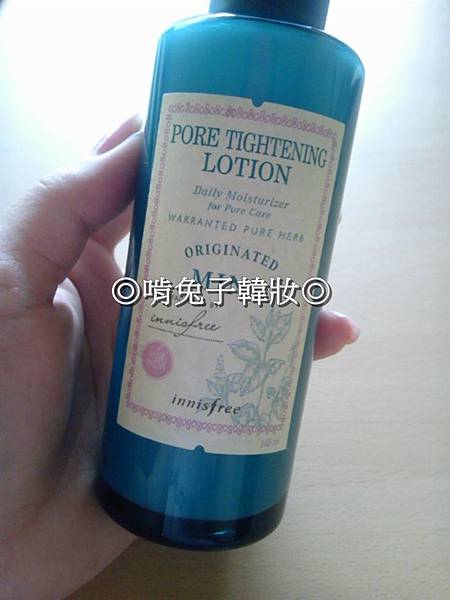 PORE TIGHTENING
LOTION
Daily Moisturizer
for Pore Care
WARRANTED PURE HERB
ORIGINATED
◎啃兔子韓妝◎
innisfree
innisfree